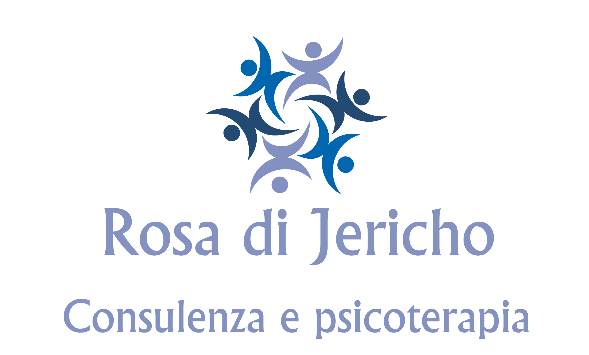 Rosa di Jericho
Consulenza e psicoterapia